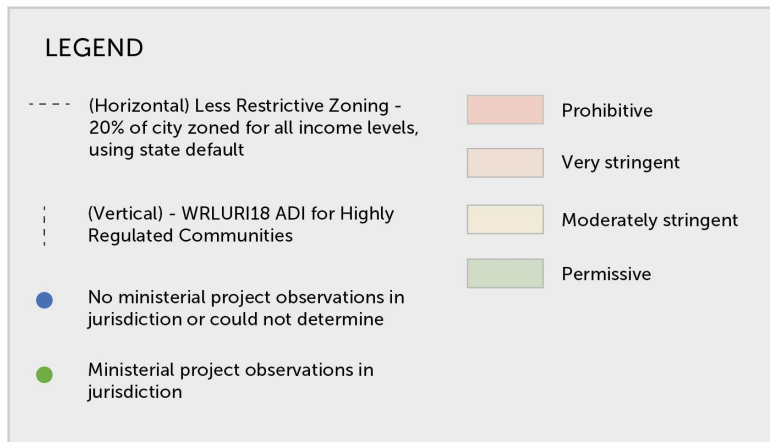 LEGEND
(Horizontal) Less Restrictive Zoning -
20% of city zoned for all income levels,
using state default
(Vertical) - WRLURI18 ADI for Highly
Regulated Communities
No ministerial project observations in
jurisdiction or could not determine
Ministerial project observations in
jurisdiction
Prohibitive
Very stringent
Moderately stringent
Permissive